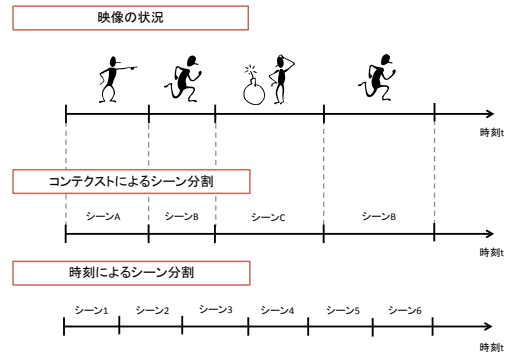 映像の状況
時刻t
コンテクストによるシーン分割
シーンA シーンB シーンC シーンB
時刻t
時刻によるシーン分割
シーン1 シーン2 シーン3 シーン4 シーン5 シーン6
時刻t